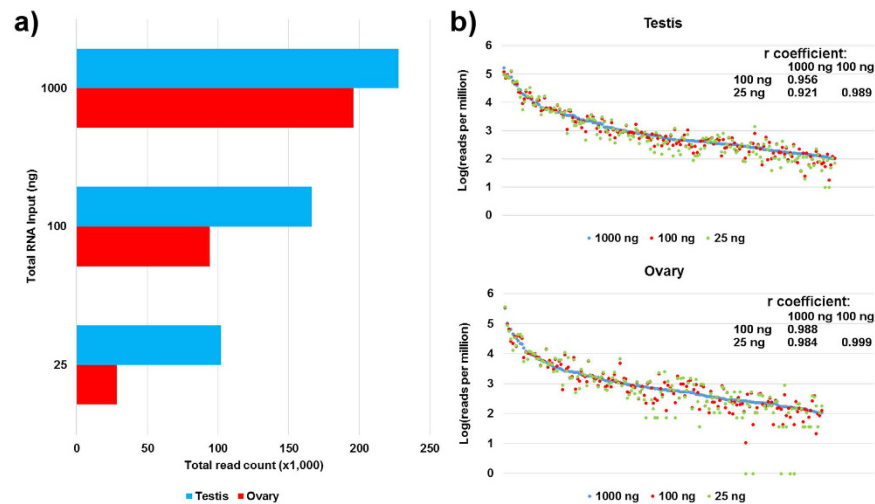 a)
Total RNA Input (ng)
1000
100
25
0 50 100 150 200 250
Total read count (x1,000)
Testis Ovary
b)
Testis
Log(reads per million)
6
5
4
3
2
1
0
r coefficient:
1000 ng 100 ng
100 ng 0.956
25 ng 0.921 0.989
1000 ng 100 ng 25 ng
Ovary
Log(reads per million)
6
5
4
3
2
1
0
r coefficient:
1000 ng 100 ng
100 ng 0.988
25 ng 0.984 0.999
1000 ng 100 ng 25 ng